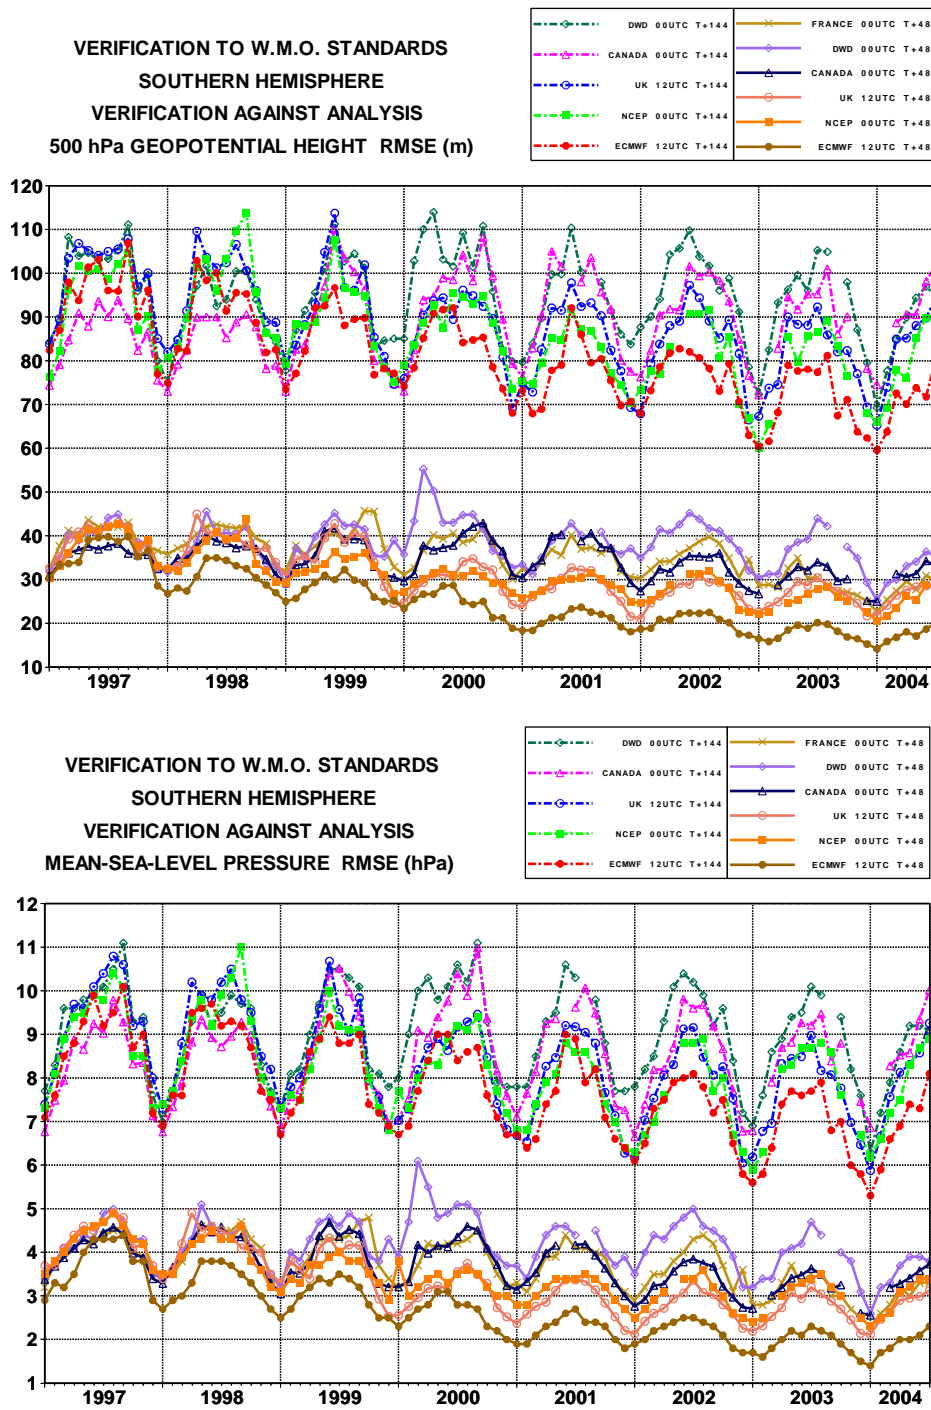 VERIFICATION TO W.M.O. STANDARDS
SOUTHERN HEMISPHERE
VERIFICATION AGAINST ANALYSIS
500 hPa GEOPOTENTIAL HEIGHT RMSE (m)
DWD 00UTC T+144
CANADA 00UTC T+144
UK 12UTC T+144
NCEP 00UTC T+144
ECMWF 12UTC T+144
FRANCE 00UTC T+48
DWD 00UTC T+48
CANADA 00UTC T+48
UK 12UTC T+48
NCEP 00UTC T+48
ECMWF 12UTC T+48
120
110
100
90
80
70
60
50
40
30
20
10
1997 1998 1999 2000 2001 2002 2003 2004
VERIFICATION TO W.M.O. STANDARDS
SOUTHERN HEMISPHERE
VERIFICATION AGAINST ANALYSIS
MEAN-SEA-LEVEL PRESSURE RMSE (hPa)
DWD 00UTC T+144
CANADA 00UTC T+144
UK 12UTC T+144
NCEP 00UTC T+144
ECMWF 12UTC T+144
FRANCE 00UTC T+48
DWD 00UTC T+48
CANADA 00UTC T+48
UK 12UTC T+48
NCEP 00UTC T+48
ECMWF 12UTC T+48
12
11
10
9
8
7
6
5
4
3
2
1
1997 1998 1999 2000 2001 2002 2003 2004